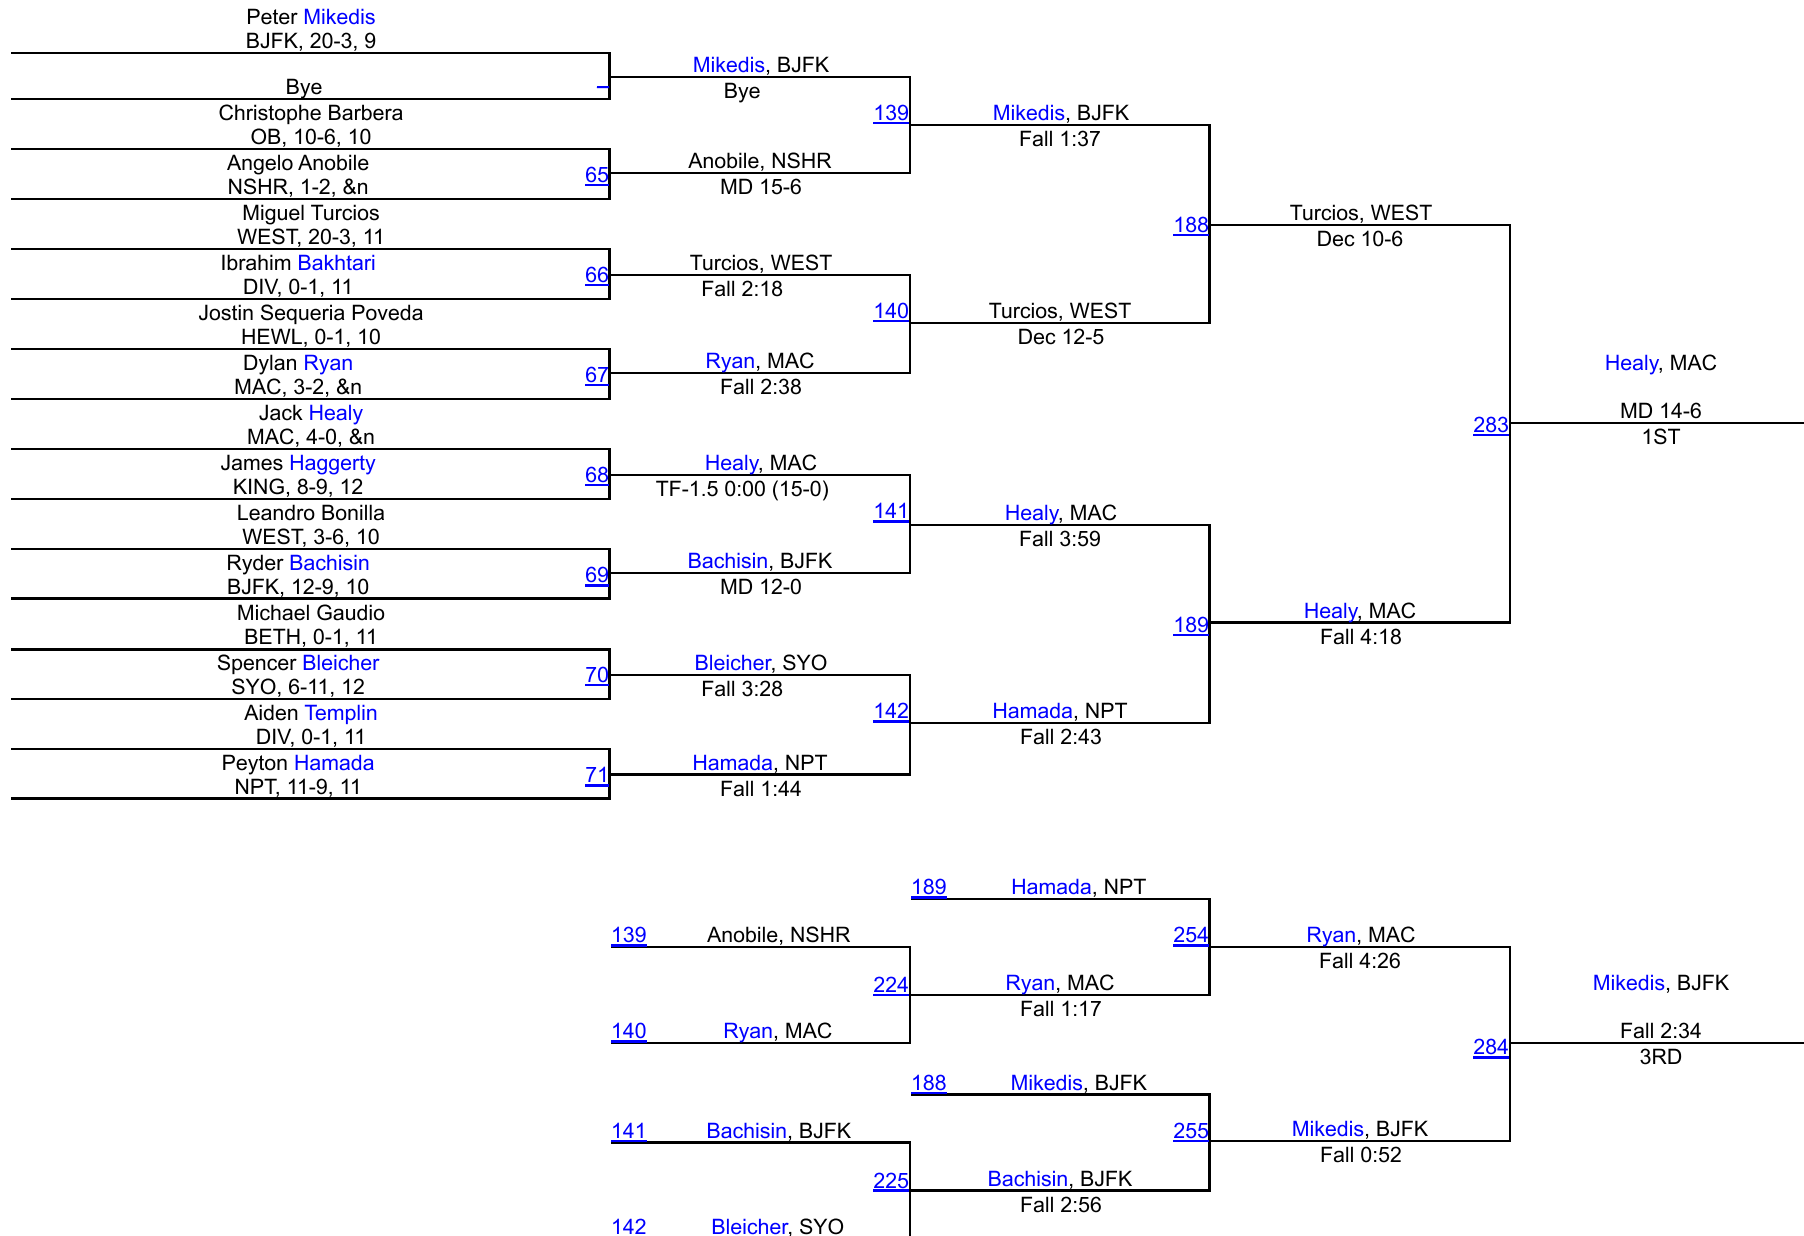 Peter Mikedis
BJFK, 20-3, 9
Bye
Christophe Barbera
OB, 10-6, 10
Angelo Anobile
NSHR, 1-2, &n
Miguel Turcios
WEST, 20-3, 11
Ibrahim Bakhtari
DIV, 0-1, 11
Jostin Sequeria Poveda
HEWL, 0-1, 10
Dylan Ryan
MAC, 3-2, &n
Jack Healy
MAC, 4-0, &n
James Haggerty
KING, 8-9, 12
Leandro Bonilla
WEST, 3-6, 10
Ryder Bachisin
BJFK, 12-9, 10
Michael Gaudio
BETH, 0-1, 11
Spencer Bleicher
SYO, 6-11, 12
Aiden Templin
DIV, 0-1, 11
Peyton Hamada
NPT, 11-9, 11
65
66
67
68
69
70
71
Mikedis, BJFK
Bye
Anobile, NSHR
MD 15-6
Turcios, WEST
Fall 2:18
Ryan, MAC
Fall 2:38
Healy, MAC
TF-1.5 0:00 (15-0)
Bachisin, BJFK
MD 12-0
Bleicher, SYO
Fall 3:28
Hamada, NPT
Fall 1:44
139
140
141
142
Mikedis, BJFK
Fall 1:37
Turcios, WEST
Dec 12-5
Healy, MAC
Fall 3:59
Hamada, NPT
Fall 2:43
188
189
Turcios, WEST
Dec 10-6
Healy, MAC
Fall 4:18
283
Healy, MAC
MD 14-6
1ST
139 Anobile, NSHR
140 Ryan, MAC
141 Bachisin, BJFK
142 Bleicher, SYO
224
225
189 Hamada, NPT
Ryan, MAC
Fall 1:17
188 Mikedis, BJFK
Bachisin, BJFK
Fall 2:56
254
255
Ryan, MAC
Fall 4:26
Mikedis, BJFK
Fall 0:52
284
Mikedis, BJFK
Fall 2:34
3RD